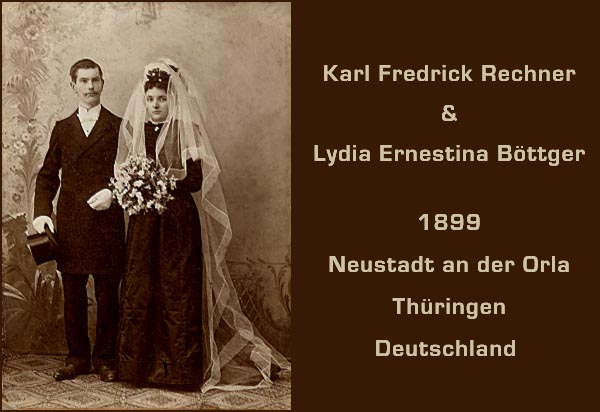 Karl Fredrick Rechner
&
Lydia Ernestina Böttger
1899
Neustadt an der Orla
Thüringen
Deutschland